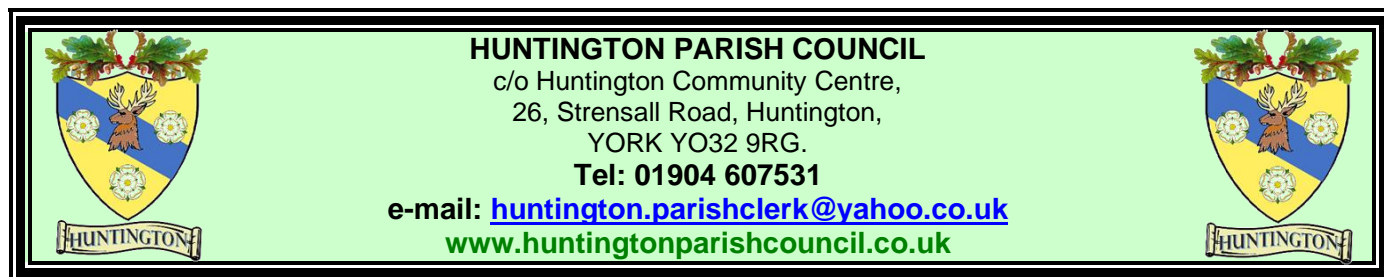 HUNTINGTON PARISH COUNCIL
c/o Huntington Community Centre,
26, Strensall Road, Huntington,
YORK YO32 9RG.
Tel: 01904 607531
e-mail: huntington.parishclerk@yahoo.co.uk
www.huntingtonparishcouncil.co.uk
HUNTINGTON
HUNTINGTON